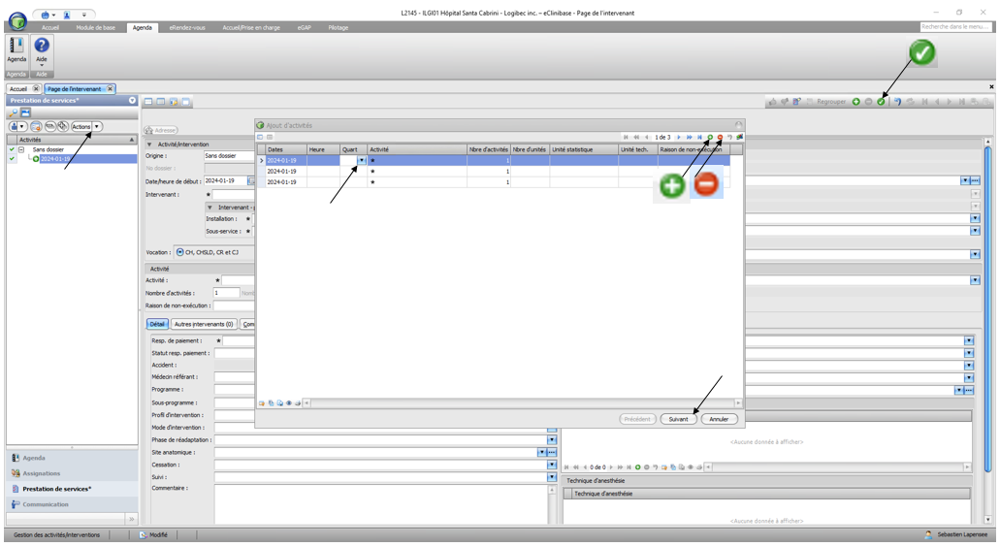 L2145 - ILGI01 Hôpital Santa Cabrini - Logibec inc. – eClinibase - Page de l'intervenant
Accueil Module de base Agenda eRendez-vous Accueil/Prise en charge eGAP Pilotage
Recherche dans le menu...
Agenda Aide
Agenda Aide
Accueil Page de l'intervenant
Prestation de services*
Regrouper
Actions
Activités
Sans dossier
2024-01-19
Adresse
Activité/Intervention
Origine : Sans dossier
No dossier :
Date/heure de début : 2024-01-19
Intervenant : *
Intervenant -
Installation : *
Sous-service : *
Vocation : CH, CHSLD, CR et CJ
Activité
Activité : *
Nombre d'activités : 1
Raison de non-exécution :
Détail Autres intervenants (0)
Resp. de paiement : *
Statut resp. paiement :
Accident :
Médecin référant :
Programme :
Sous-programme :
Profil d'intervention :
Mode d'intervention :
Phase de réadaptation :
Site anatomique :
Cessation :
Suivi :
Commentaire :
Ajout d'activités
1 de 3
Dates Heure Quart Activité Nbre d'activités Nbre d'unités Unité statistique Unité tech. Raison de non-exécution
2024-01-19 * 1
2024-01-19 * 1
2024-01-19 * 1
Précédent Suivant Annuler
<Aucune donnée à afficher>
0 de 0
Technique d'anesthésie
Technique d'anesthésie
<Aucune donnée à afficher>
Agenda
Assignations
Prestation de services*
Communication
Gestion des activités/interventions Modifié Sebastien Lapensee